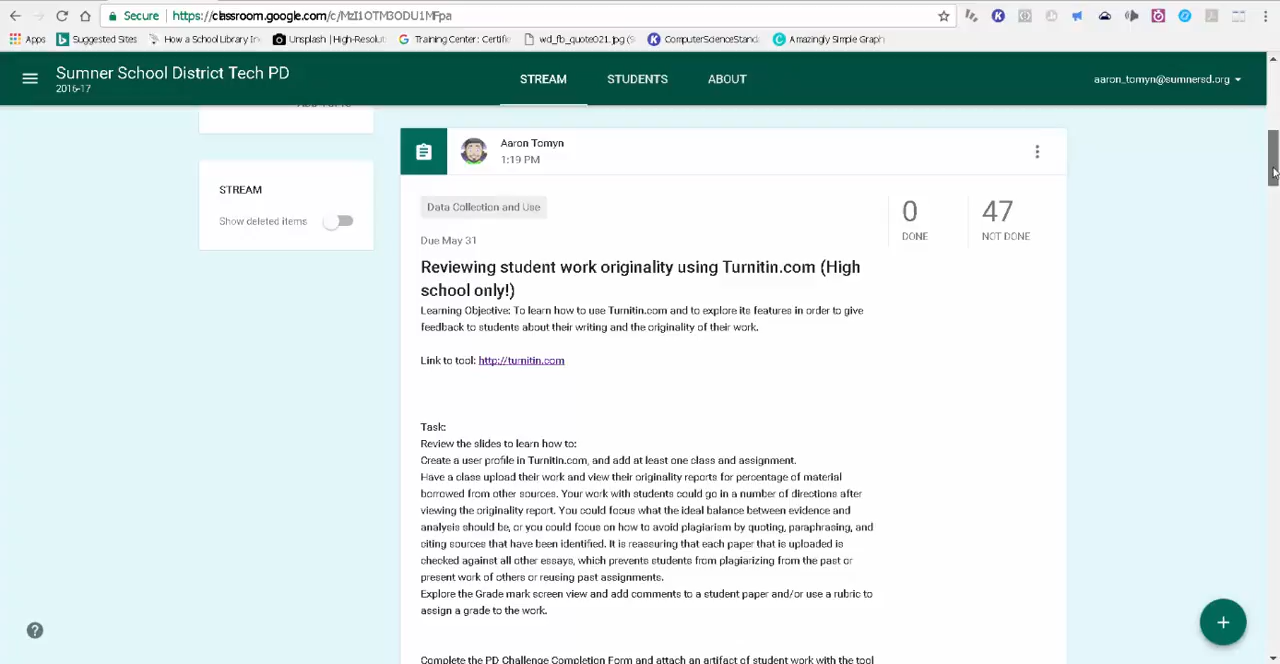 Secure https://classroom.google.com/c/MzI1OTM3ODU1MFpa
Apps Suggested Sites How a School Library In Unsplash | High-Resolut Training Center: Certifi wd_fb_quote021.jpg (S ComputerScienceStand Amazingly Simple Graph
Sumner School District Tech PD
2016-17
STREAM STUDENTS ABOUT
aaron_tomyn@sumnersd.org
Aaron Tomyn
1:19 PM
STREAM
Show deleted items
Data Collection and Use
0
DONE
47
NOT DONE
Due May 31
Reviewing student work originality using Turnitin.com (High
school only!)
Learning Objective: To learn how to use Turnitin.com and to explore its features in order to give
feedback to students about their writing and the originality of their work.
Link to tool: http://turnitin.com
Task:
Review the slides to learn how to:
Create a user profile in Turnitin.com, and add at least one class and assignment.
Have a class upload their work and view their originality reports for percentage of material
borrowed from other sources. Your work with students could go in a number of directions after
viewing the originality report. You could focus what the ideal balance between evidence and
analysis should be, or you could focus on how to avoid plagiarism by quoting, paraphrasing, and
citing sources that have been identified. It is reassuring that each paper that is uploaded is
checked against all other essays, which prevents students from plagiarizing from the past or
present work of others or reusing past assignments.
Explore the Grade mark screen view and add comments to a student paper and/or use a rubric to
assign a grade to the work.
Complete the PD Challenge Completion Form and attach an artifact of student work with the tool